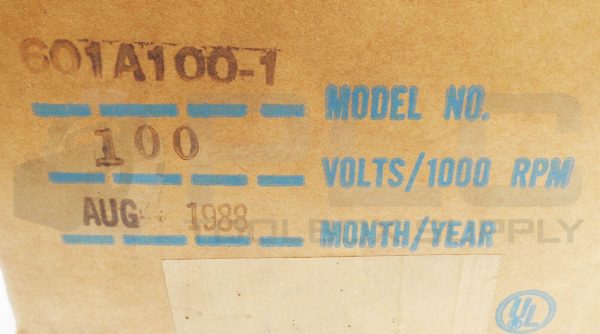 601A100-1 MODEL NO.
100 VOLTS/1000 RPM
AUG 1988 MONTH/YEAR
UL